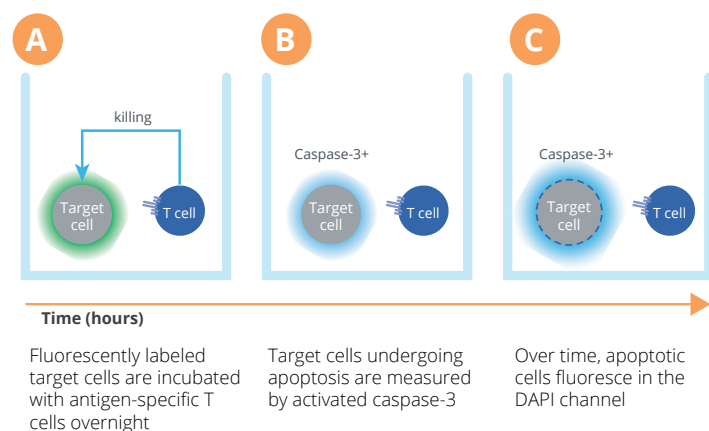 A
B
C
killing
Target
cell
T cell
Caspase-3+
Target
cell
T cell
Caspase-3+
Target
cell
T cell
Time (hours)
Fluorescently labeled
target cells are incubated
with antigen-specific T
cells overnight
Target cells undergoing
apoptosis are measured
by activated caspase-3
Over time, apoptotic
cells fluoresce in the
DAPI channel